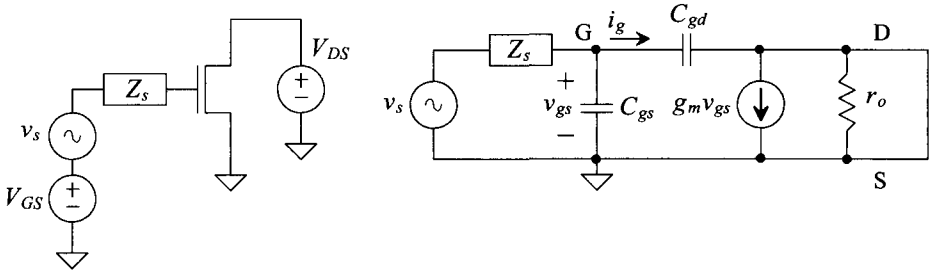 V_DS
Z_s
v_s
V_GS
+
−
+
−
G
i_g
C_gd
D
Z_s
v_s
+
v_gs
−
C_gs
g_m v_gs
r_o
S